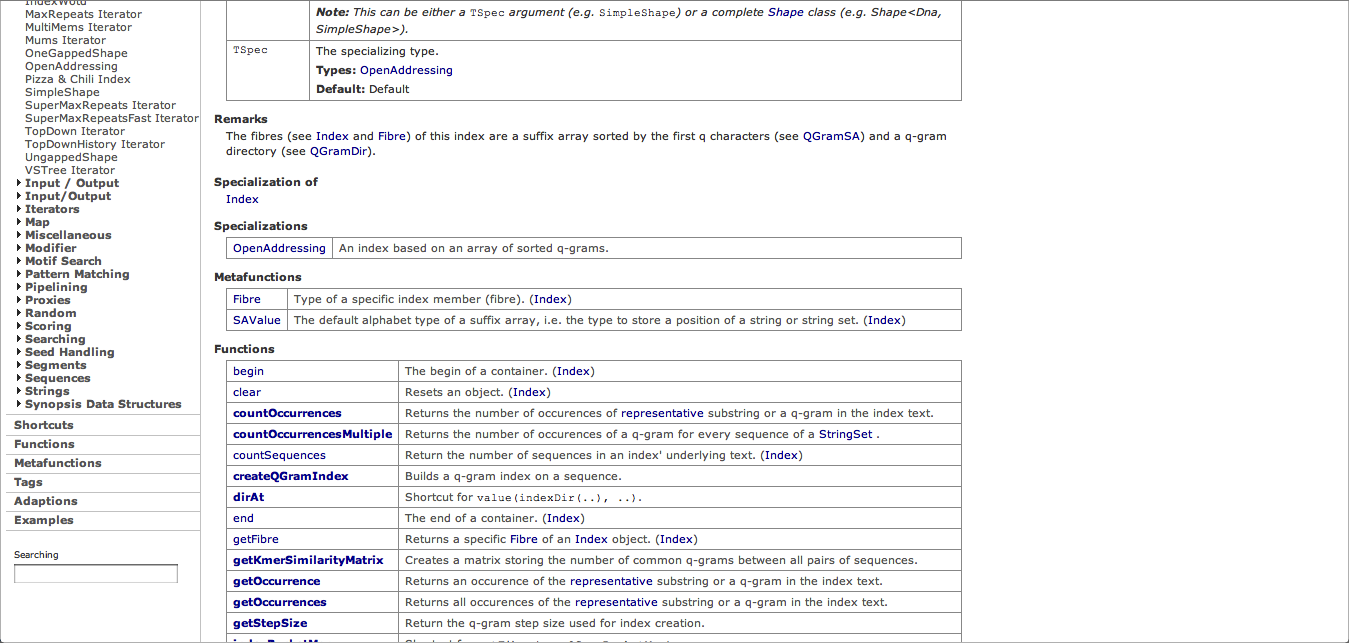 IndexWotd
MaxRepeats Iterator
MultiMems Iterator
Mums Iterator
OneGappedShape
OpenAddressing
Pizza & Chili Index
SimpleShape
SuperMaxRepeats Iterator
SuperMaxRepeatsFast Iterator
TopDown Iterator
TopDownHistory Iterator
UngappedShape
VSTree Iterator
Input / Output
Input/Output
Iterators
Map
Miscellaneous
Modifier
Motif Search
Pattern Matching
Pipelining
Proxies
Random
Scoring
Searching
Seed Handling
Segments
Sequences
Strings
Synopsis Data Structures
Shortcuts
Functions
Metafunctions
Tags
Adaptions
Examples
Searching
Note: This can be either a TSpec argument (e.g. SimpleShape) or a complete Shape class (e.g. Shape<Dna,
SimpleShape>).
TSpec The specializing type.
Types: OpenAddressing
Default: Default
Remarks
The fibres (see Index and Fibre) of this index are a suffix array sorted by the first q characters (see QGramSA) and a q-gram
directory (see QGramDir).
Specialization of
Index
Specializations
OpenAddressing An index based on an array of sorted q-grams.
Metafunctions
Fibre Type of a specific index member (fibre). (Index)
SAValue The default alphabet type of a suffix array, i.e. the type to store a position of a string or string set. (Index)
Functions
begin The begin of a container. (Index)
clear Resets an object. (Index)
countOccurrences Returns the number of occurences of representative substring or a q-gram in the index text.
countOccurrencesMultiple Returns the number of occurences of a q-gram for every sequence of a StringSet .
countSequences Return the number of sequences in an index' underlying text. (Index)
createQGramIndex Builds a q-gram index on a sequence.
dirAt Shortcut for value(indexDir(..), ..).
end The end of a container. (Index)
getFibre Returns a specific Fibre of an Index object. (Index)
getKmerSimilarityMatrix Creates a matrix storing the number of common q-grams between all pairs of sequences.
getOccurrence Returns an occurence of the representative substring or a q-gram in the index text.
getOccurrences Returns all occurences of the representative substring or a q-gram in the index text.
getStepSize Return the q-gram step size used for index creation.